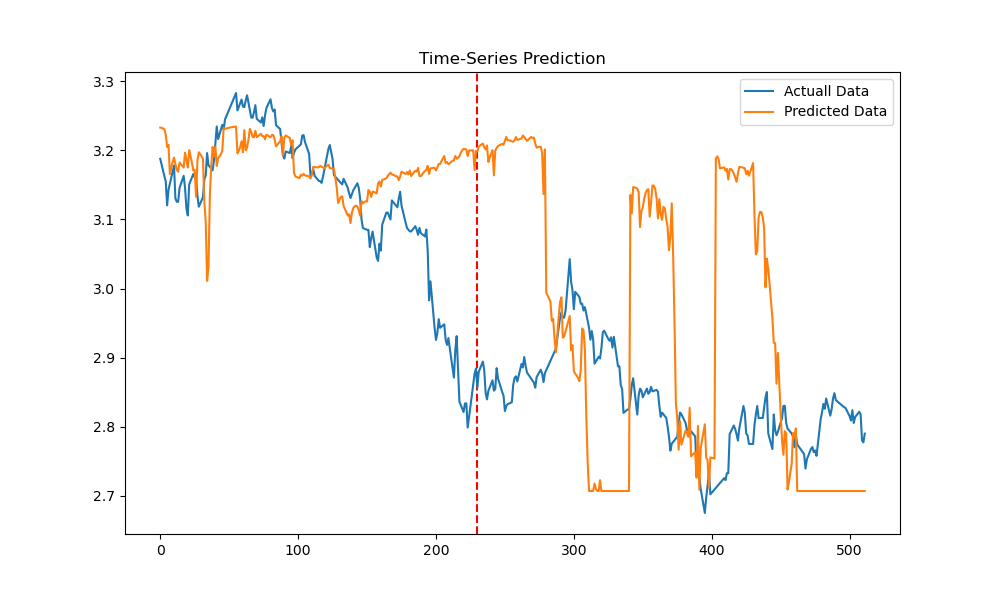 Time-Series Prediction
Actuall Data
Predicted Data
3.3
3.2
3.1
3.0
2.9
2.8
2.7
0 100 200 300 400 500